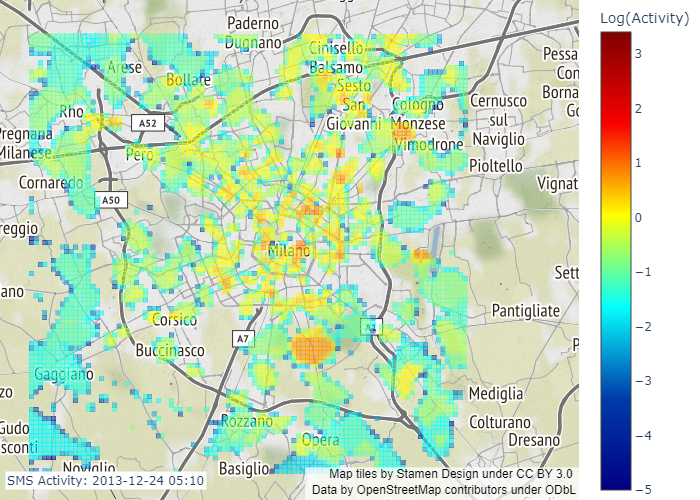 Log(Activity)
3
2
1
0
−1
−2
−3
−4
−5
Paderno
Dugnano
Cinisello
Balsamo
Arese
Bollate
Sesto
San
Giovanni
Cologno
Monzese
Cernusco
sul
Naviglio
Pessa
Borna
Rho
A52
Pregnana
Milanese
Pero
Vimodrone
Pioltello
Cornaredo
Vignat
A50
reggio
Milano
Sett
ano
Pantigliate
Corsico
A7
Buccinasco
Gaggiano
zo
Mediglia
Rozzano
Colturano
Dresano
Gudo
sconti
Opera
Noviglio
Basiglio
SMS Activity: 2013-12-24 05:10
Map tiles by Stamen Design under CC BY 3.0
Data by OpenStreetMap contributors under ODbL